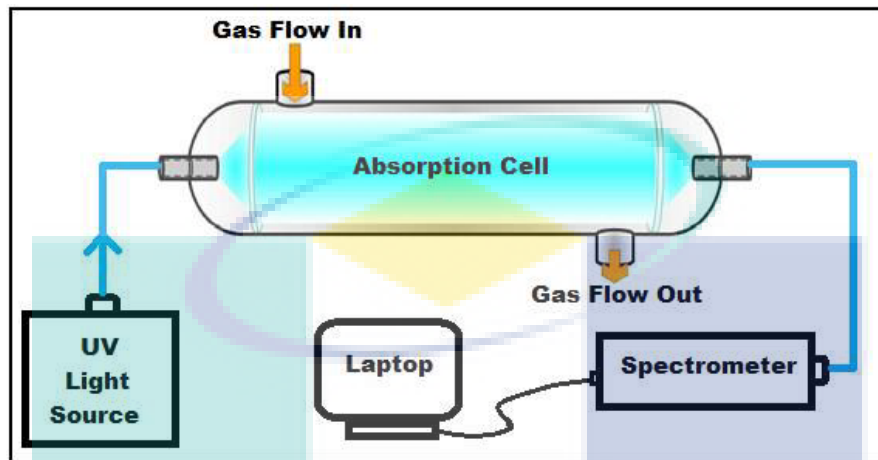 Gas Flow In
Absorption Cell
Gas Flow Out
UV
Light
Source
Laptop
Spectrometer